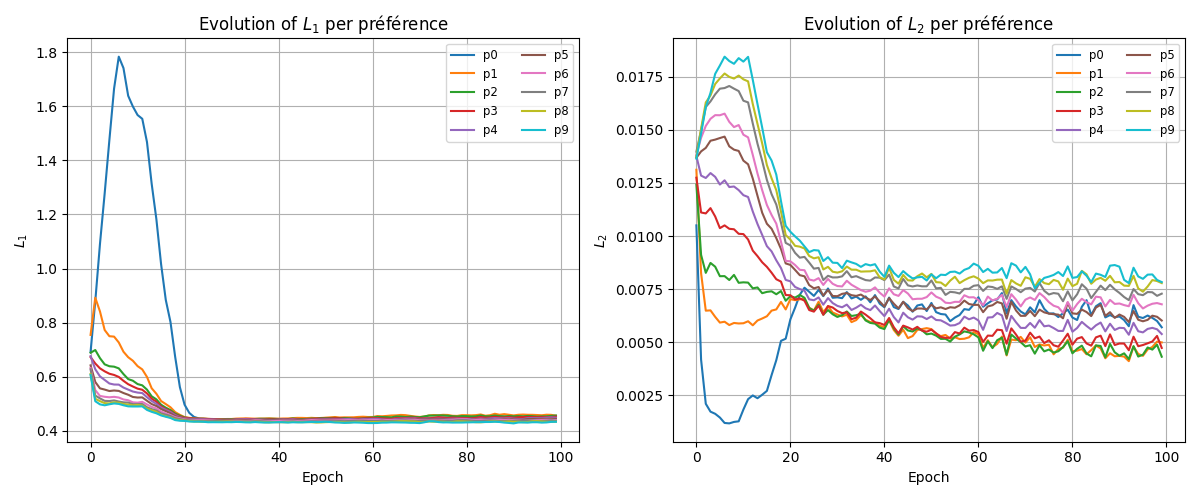 Evolution of L₁ per préférence
1.8
1.6
1.4
1.2
1.0
0.8
0.6
0.4
L₁
0 20 40 60 80 100
Epoch
p0 p5
p1 p6
p2 p7
p3 p8
p4 p9
Evolution of L₂ per préférence
0.0175
0.0150
0.0125
0.0100
0.0075
0.0050
0.0025
L₂
0 20 40 60 80 100
Epoch
p0 p5
p1 p6
p2 p7
p3 p8
p4 p9